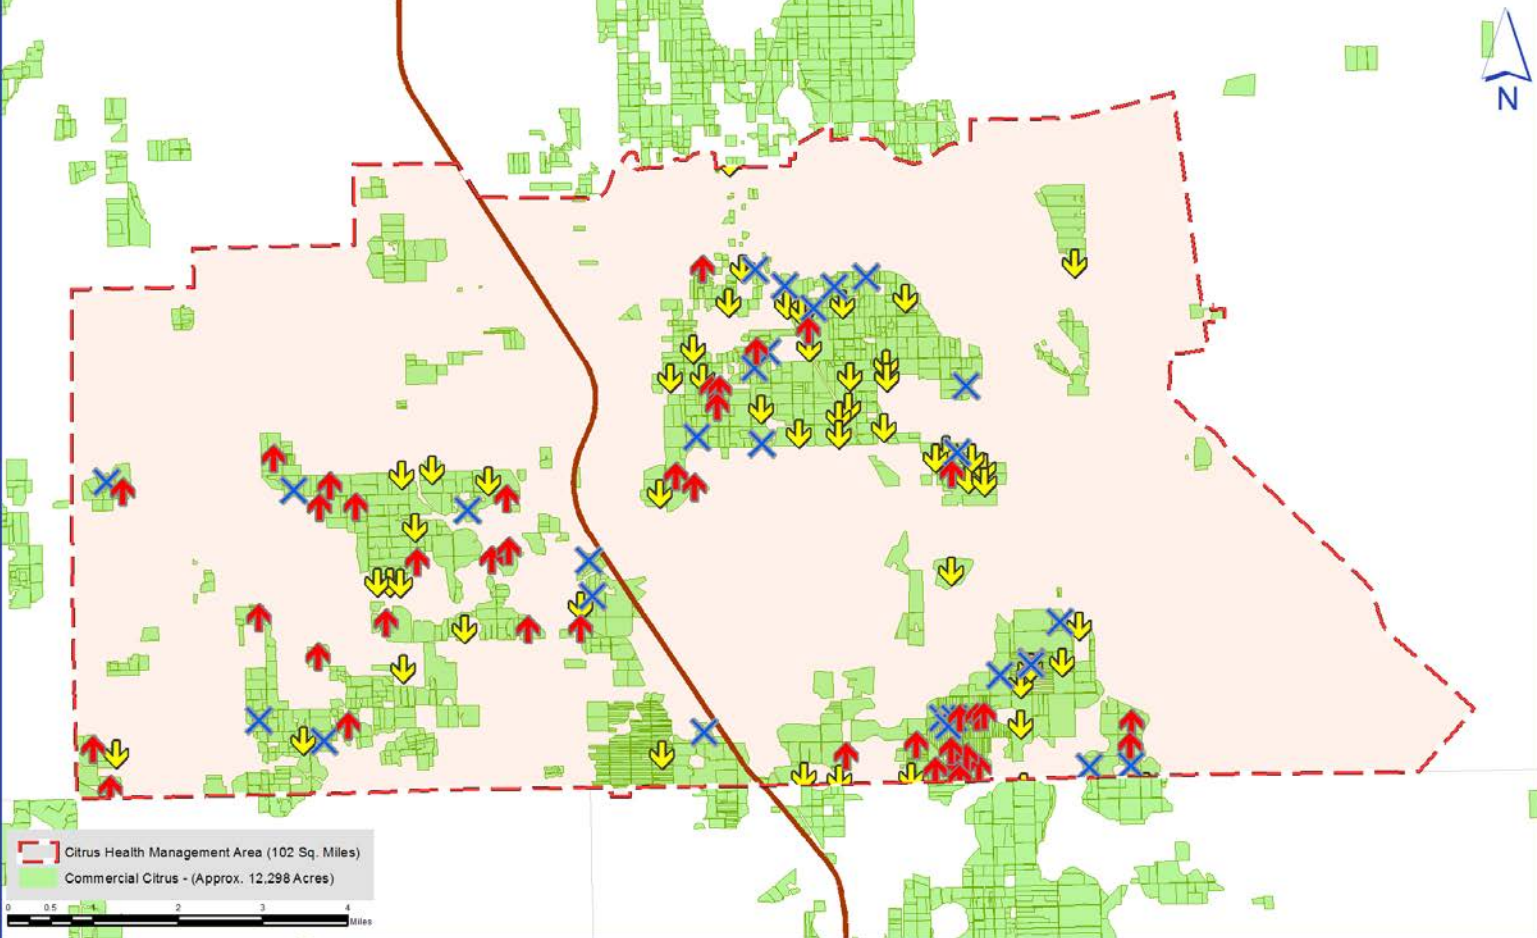 N
Citrus Health Management Area (102 Sq. Miles)
Commercial Citrus - (Approx. 12,298 Acres)
0 0.5 1 2 3 4
Miles